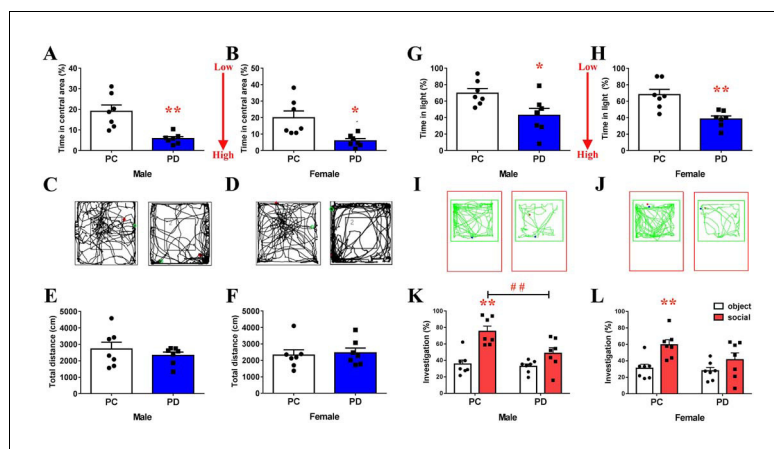 A
Time in central area (%)
40
30
20
10
0
**
PC
PD
Male
B
Time in central area (%)
50
40
30
20
10
0
*
PC
PD
Female
Low
High
G
Time in light (%)
120
100
80
60
40
20
0
*
PC
PD
Male
Low
High
H
Time in light (%)
120
100
80
60
40
20
0
**
PC
PD
Female
C
D
I
J
E
Total distance (cm)
5000
4000
3000
2000
1000
0
PC
PD
Male
F
Total distance (cm)
5000
4000
3000
2000
1000
0
PC
PD
Female
K
Investigation (%)
100
80
60
40
20
0
**
# #
PC
PD
Male
L
Investigation (%)
120
100
80
60
40
20
0
**
object
social
PC
PD
Female